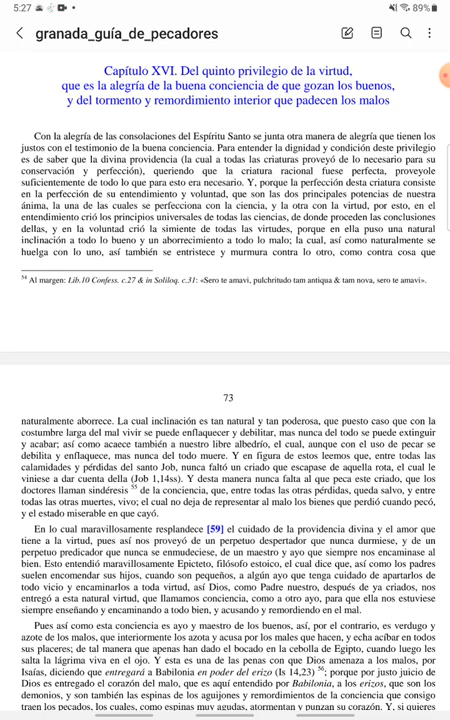 5:27
89%
granada_guía_de_pecadores
Capítulo XVI. Del quinto privilegio de la virtud,
que es la alegría de la buena conciencia de que gozan los buenos,
y del tormento y remordimiento interior que padecen los malos
Con la alegría de las consolaciones del Espíritu Santo se junta otra manera de alegría que tienen los
justos con el testimonio de la buena conciencia. Para entender la dignidad y condición deste privilegio
es de saber que la divina providencia (la cual a todas las criaturas proveyó de lo necesario para su
conservación y perfección), queriendo que la criatura racional fuese perfecta, proveyole
suficientemente de todo lo que para esto era necesario. Y, porque la perfección desta criatura consiste
en la perfección de su entendimiento y voluntad, que son las dos principales potencias de nuestra
ánima, la una de las cuales se perfecciona con la ciencia, y la otra con la virtud, por esto, en el
entendimiento crió los principios universales de todas las ciencias, de donde proceden las conclusiones
dellas, y en la voluntad crió la simiente de todas las virtudes, porque en ella puso una natural
inclinación a todo lo bueno y un aborrecimiento a todo lo malo; la cual, así como naturalmente se
huelga con lo uno, así también se entristece y murmura contra lo otro, como contra cosa que
54 Al margen: Lib.10 Confess. c.27 & in Soliloq. c.31: «Sero te amavi, pulchritudo tam antiqua & tam nova, sero te amavi».
73
naturalmente aborrece. La cual inclinación es tan natural y tan poderosa, que puesto caso que con la
costumbre larga del mal vivir se puede enflaquecer y debilitar, mas nunca del todo se puede extinguir
y acabar; así como acaece también a nuestro libre albedrío, el cual, aunque con el uso de pecar se
debilita y enflaquece, mas nunca del todo muere. Y en figura de estos leemos que, entre todas las
calamidades y pérdidas del santo Job, nunca faltó un criado que escapase de aquella rota, el cual le
viniese a dar cuenta della (Job 1,14ss). Y desta manera nunca falta al que peca este criado, que los
doctores llaman sindéresis 55 de la conciencia, que, entre todas las otras pérdidas, queda salvo, y entre
todas las otras muertes, vivo; el cual no deja de representar al malo los bienes que perdió cuando pecó,
y el estado miserable en que cayó.
En lo cual maravillosamente resplandece [59] el cuidado de la providencia divina y el amor que
tiene a la virtud, pues así nos proveyó de un perpetuo despertador que nunca durmiese, y de un
perpetuo predicador que nunca se enmudeciese, de un maestro y ayo que siempre nos encaminase al
bien. Esto entendió maravillosamente Epicteto, filósofo estoico, el cual dice que, así como los padres
suelen encomendar sus hijos, cuando son pequeños, a algún ayo que tenga cuidado de apartarlos de
todo vicio y encaminarlos a toda virtud, así Dios, como Padre nuestro, después de ya criados, nos
entregó a esta natural virtud, que llamamos conciencia, como a otro ayo, para que ella nos estuviese
siempre enseñando y encaminando a todo bien, y acusando y remordiendo en el mal.
Pues así como esta conciencia es ayo y maestro de los buenos, así, por el contrario, es verdugo y
azote de los malos, que interiormente los azota y acusa por los males que hacen, y echa acíbar en todos
sus placeres; de tal manera que apenas han dado el bocado en la cebolla de Egipto, cuando luego les
salta la lágrima viva en el ojo. Y esta es una de las penas con que Dios amenaza a los malos, por
Isaías, diciendo que entregará a Babilonia en poder del erizo (Is 14,23) 56; porque por justo juicio de
Dios es entregado el corazón del malo, que es aquí entendido por Babilonia, a los erizos, que son los
demonios, y son también las espinas de los aguijones y remordimientos de la conciencia que consigo
traen los pecados, los cuales, como espinas muy agudas, atormentan y punzan su corazón. Y, si quieres